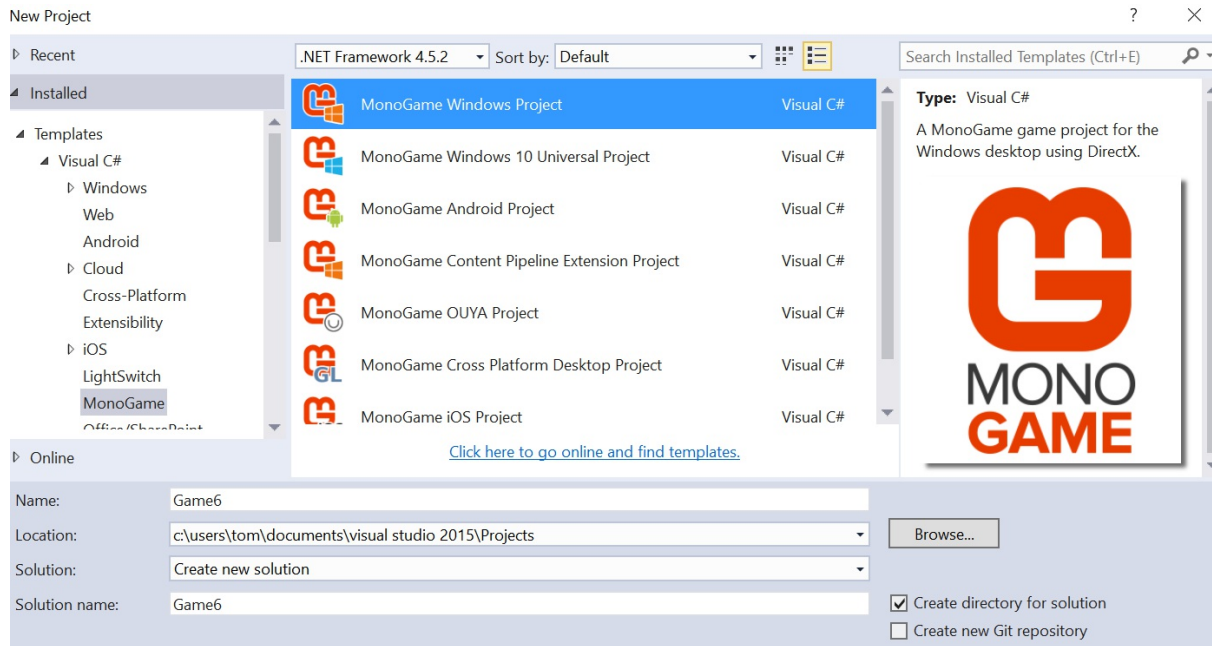 New Project
?
Recent
.NET Framework 4.5.2
Sort by: Default
Search Installed Templates (Ctrl+E)
Installed
Templates
Visual C#
Windows
Web
Android
Cloud
Cross-Platform
Extensibility
iOS
LightSwitch
MonoGame
Office/SharePoint
Online
MonoGame Windows Project Visual C#
MonoGame Windows 10 Universal Project Visual C#
MonoGame Android Project Visual C#
MonoGame Content Pipeline Extension Project Visual C#
MonoGame OUYA Project Visual C#
GL
MonoGame Cross Platform Desktop Project Visual C#
MonoGame iOS Project Visual C#
Click here to go online and find templates.
Type: Visual C#
A MonoGame game project for the
Windows desktop using DirectX.
MONO
GAME
Name: Game6
Location: c:\users\tom\documents\visual studio 2015\Projects
Browse...
Solution: Create new solution
Solution name: Game6
Create directory for solution
Create new Git repository